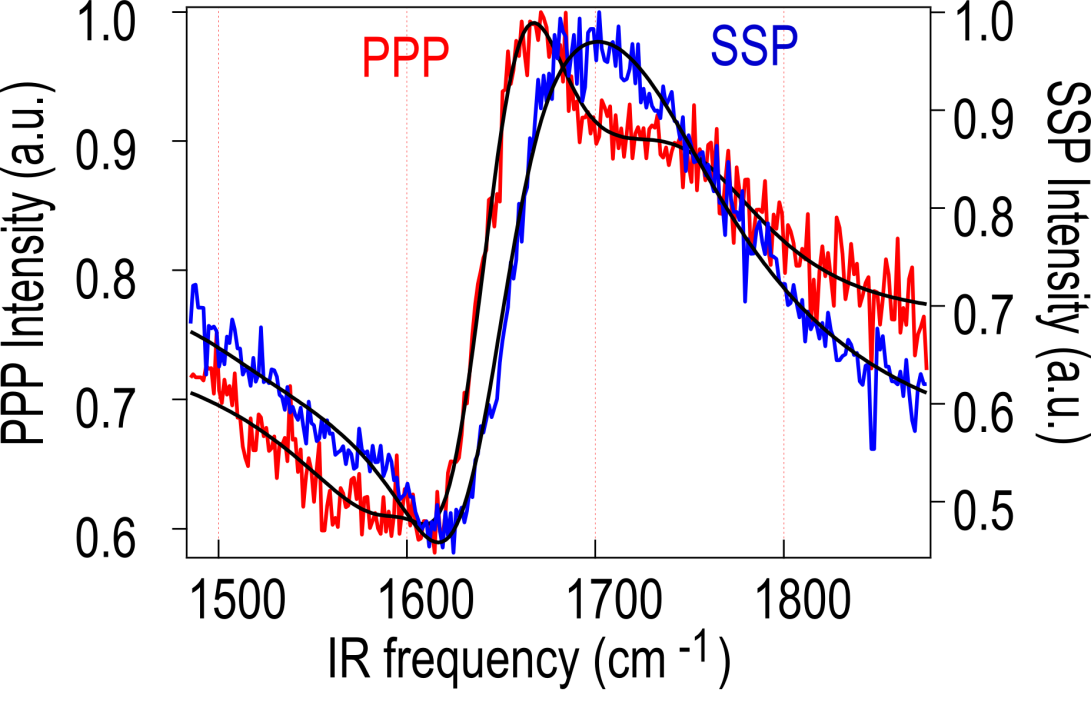 PPP SSP
PPP Intensity (a.u.)
1.0
0.9
0.8
0.7
0.6
1.0
0.9
0.8
0.7
0.6
0.5
SSP Intensity (a.u.)
1500 1600 1700 1800
IR frequency (cm -1)